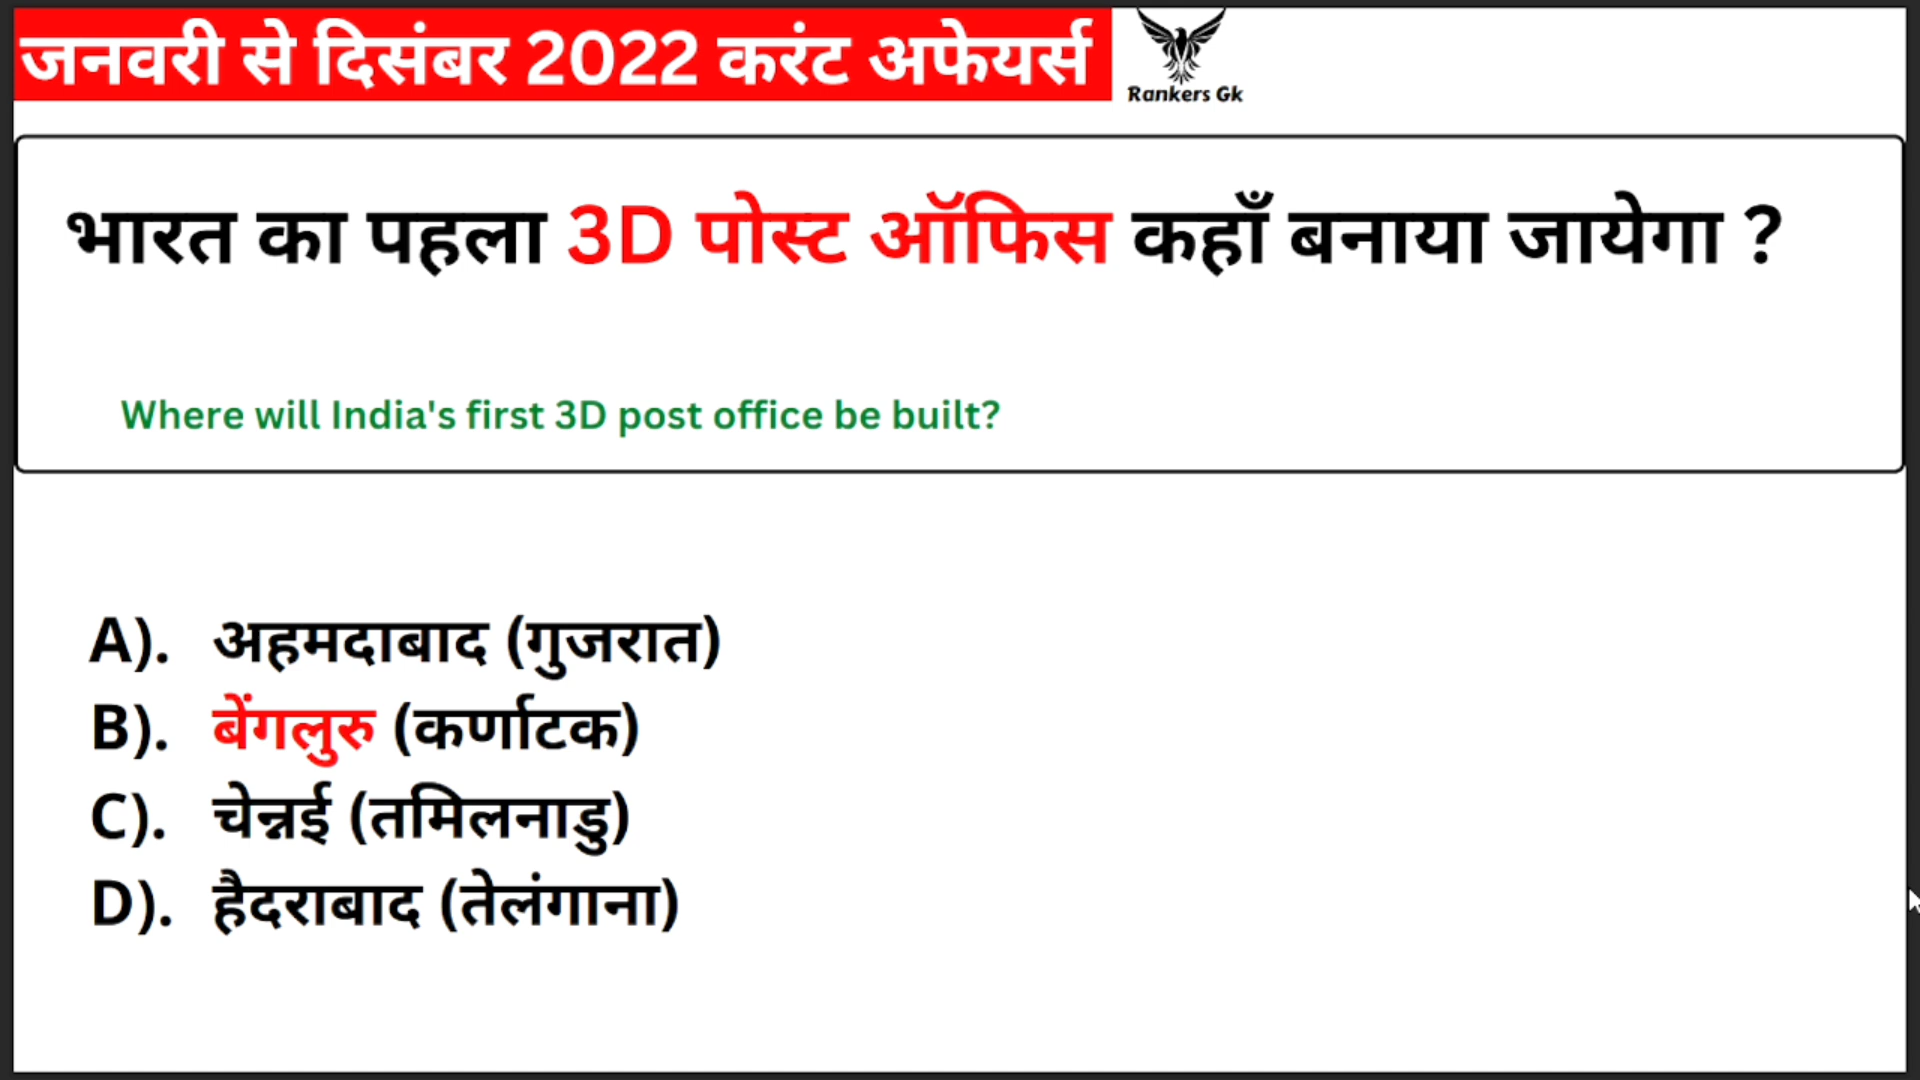 जनवरी से दिसंबर 2022 करंट अफेयर्स
Rankers Gk
भारत का पहला 3D पोस्ट ऑफिस कहाँ बनाया जायेगा ?
Where will India's first 3D post office be built?
A). अहमदाबाद (गुजरात)
B). बेंगलुरु (कर्णाटक)
C). चेन्नई (तमिलनाडु)
D). हैदराबाद (तेलंगाना)